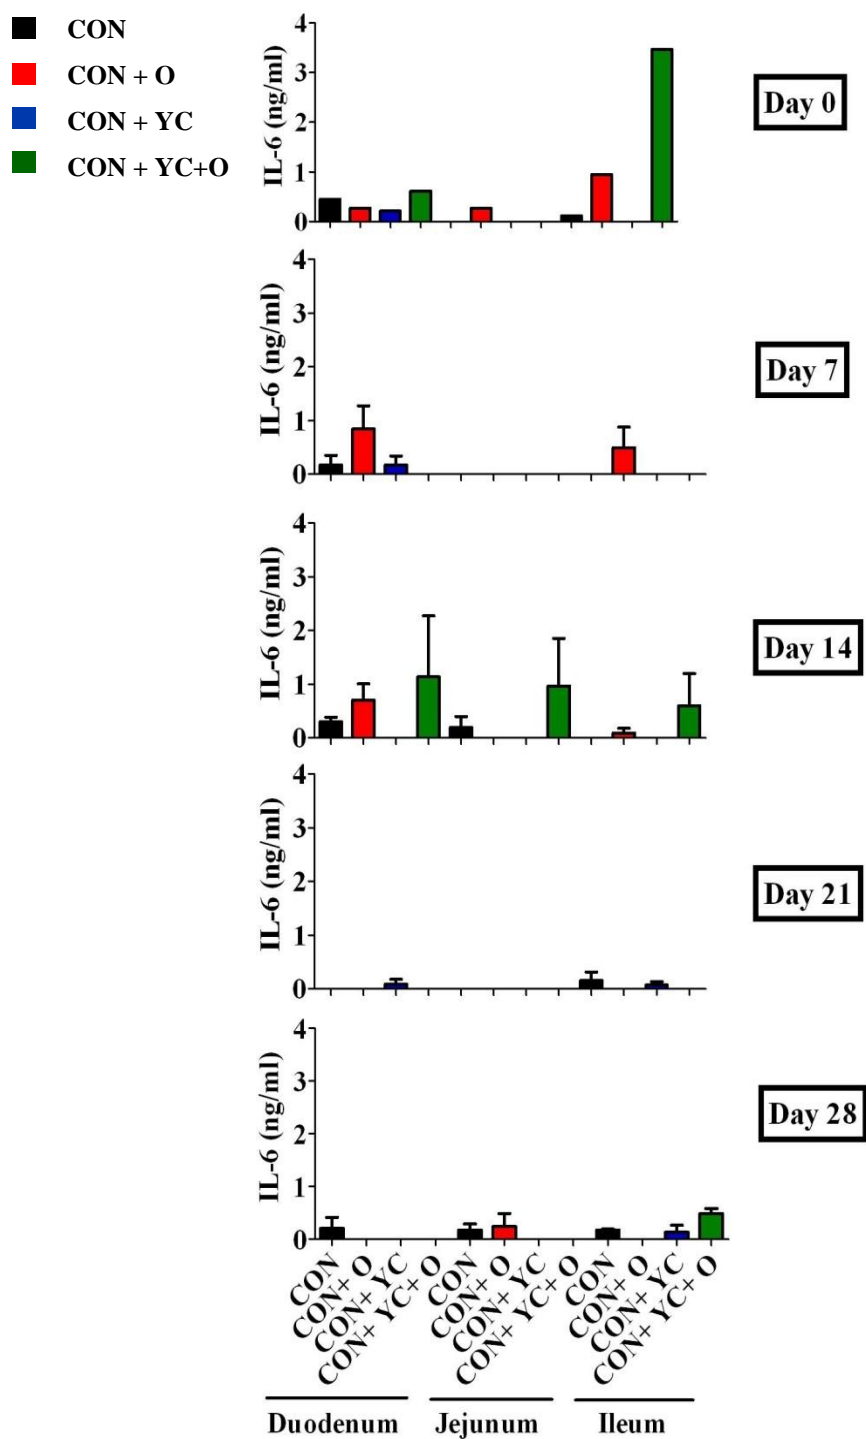 CON
CON + O
CON + YC
CON + YC+O
IL-6 (ng/ml)
4
3
2
1
0
Day 0
IL-6 (ng/ml)
4
3
2
1
0
Day 7
IL-6 (ng/ml)
4
3
2
1
0
Day 14
IL-6 (ng/ml)
4
3
2
1
0
Day 21
IL-6 (ng/ml)
4
3
2
1
0
Day 28
CON
CON+ O
CON+ YC
CON+ YC+ O
CON
CON+ O
CON+ YC
CON+ YC+ O
CON
CON+ O
CON+ YC
CON+ YC+ O
Duodenum
Jejunum
Ileum